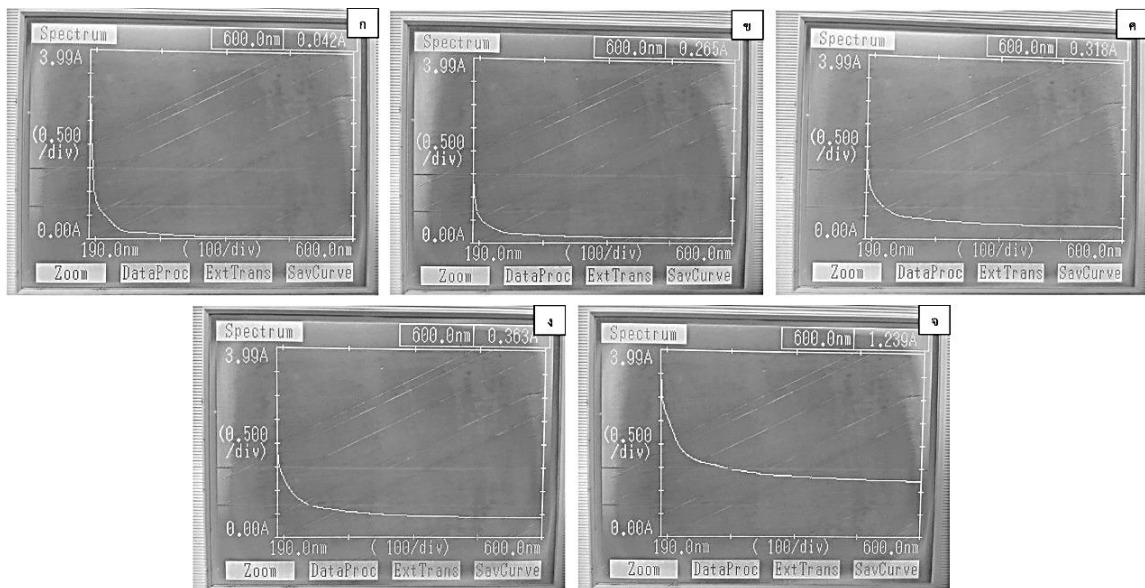 ก
Spectrum
600.0nm 0.042A
3.99A
(0.500
/div)
0.00A
190.0nm ( 100/div) 600.0nm
Zoom DataProc ExtTrans SavCurve
ข
Spectrum
600.0nm 0.265A
3.99A
(0.500
/div)
0.00A
190.0nm ( 100/div) 600.0nm
Zoom DataProc ExtTrans SavCurve
ค
Spectrum
600.0nm 0.318A
3.99A
(0.500
/div)
0.00A
190.0nm ( 100/div) 600.0nm
Zoom DataProc ExtTrans SavCurve
ง
Spectrum
600.0nm 0.363A
3.99A
(0.500
/div)
0.00A
190.0nm ( 100/div) 600.0nm
Zoom DataProc ExtTrans SavCurve
จ
Spectrum
600.0nm 1.239A
3.99A
(0.500
/div)
0.00A
190.0nm ( 100/div) 600.0nm
Zoom DataProc ExtTrans SavCurve